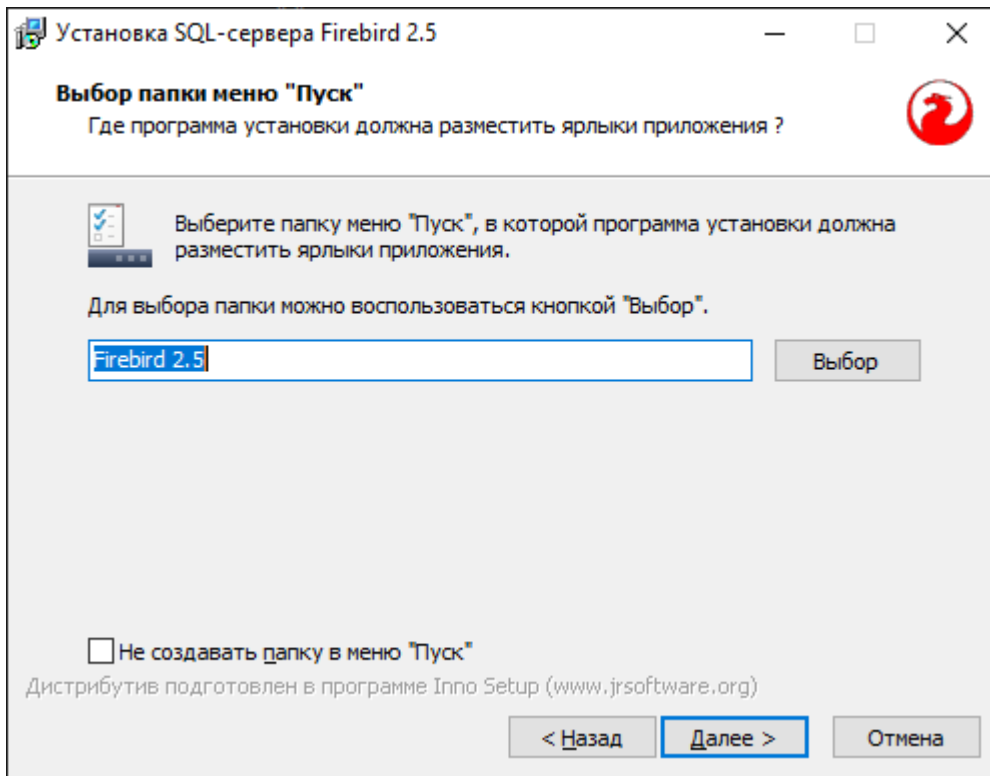 Установка SQL-сервера Firebird 2.5
Выбор папки меню "Пуск"
Где программа установки должна разместить ярлыки приложения ?
Выберите папку меню "Пуск", в которой программа установки должна
разместить ярлыки приложения.
Для выбора папки можно воспользоваться кнопкой "Выбор".
Firebird 2.5
Выбор
Не создавать папку в меню "Пуск"
Дистрибутив подготовлен в программе Inno Setup (www.jrsoftware.org)
< Назад
Далее >
Отмена